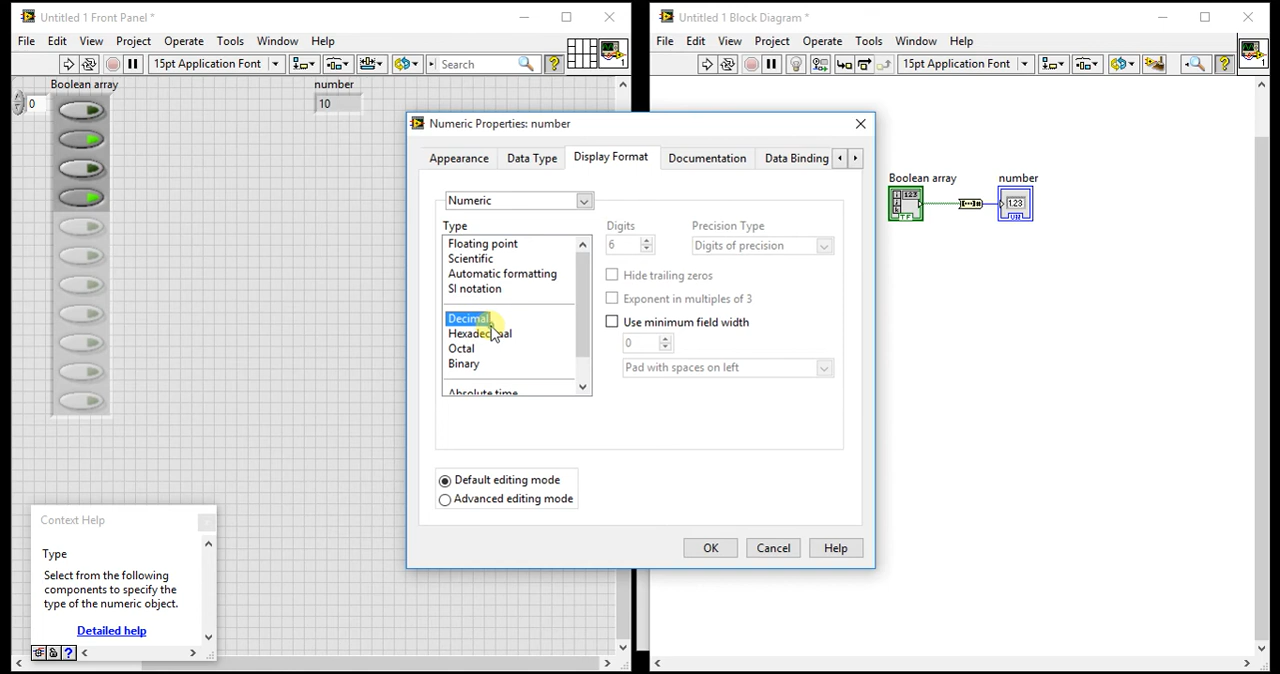 Untitled 1 Front Panel *
File Edit View Project Operate Tools Window Help
15pt Application Font
Search
Boolean array
0
number
10
Untitled 1 Block Diagram *
File Edit View Project Operate Tools Window Help
15pt Application Font
Boolean array
number
123
TF
123
Numeric Properties: number
Appearance Data Type Display Format Documentation Data Binding
Numeric
Type
Floating point
Scientific
Automatic formatting
SI notation
Decimal
Octal
Binary
Absolute time
Digits
6
Precision Type
Digits of precision
Hide trailing zeros
Exponent in multiples of 3
Use minimum field width
0
Pad with spaces on left
Default editing mode
Advanced editing mode
OK Cancel Help
Context Help
Type
Select from the following
components to specify the
type of the numeric object.
Detailed help